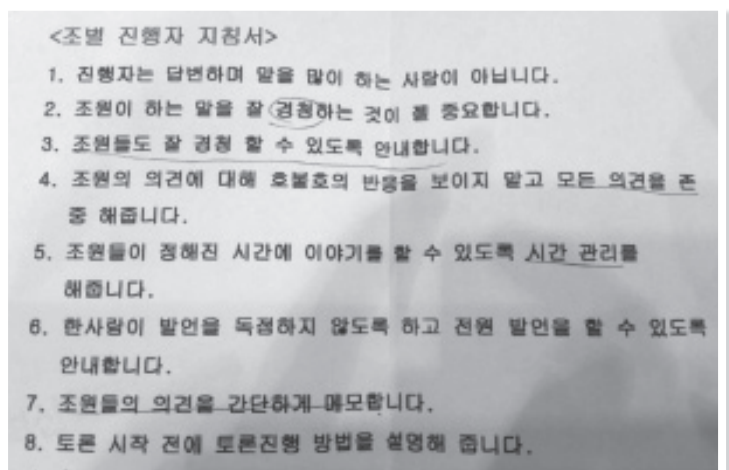 <조별 진행자 지침서>
1. 진행자는 답변하며 말을 많이 하는 사람이 아닙니다.
2. 조원이 하는 말을 잘 경청하는 것이 더 중요합니다.
3. 조원들도 잘 경청 할 수 있도록 안내합니다.
4. 조원의 의견에 대해 호불호의 반응을 보이지 말고 모든 의견을 존
중 해줍니다.
5. 조원들이 정해진 시간에 이야기를 할 수 있도록 시간 관리를
해줍니다.
6. 한사람이 발언을 독점하지 않도록 하고 전원 발언을 할 수 있도록
안내합니다.
7. 조원들의 의견을 간단하게 메모합니다.
8. 토론 시작 전에 토론진행 방법을 설명해 줍니다.